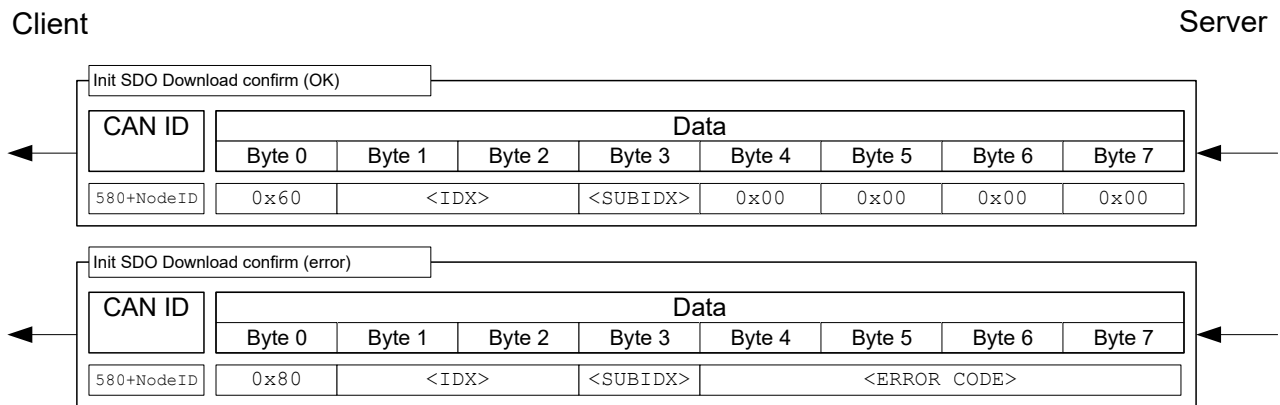 Client Server
Init SDO Download confirm (OK)
CAN ID Data
Byte 0 Byte 1 Byte 2 Byte 3 Byte 4 Byte 5 Byte 6 Byte 7
580+NodeID 0x60 <IDX> <SUBIDX> 0x00 0x00 0x00 0x00
Init SDO Download confirm (error)
CAN ID Data
Byte 0 Byte 1 Byte 2 Byte 3 Byte 4 Byte 5 Byte 6 Byte 7
580+NodeID 0x80 <IDX> <SUBIDX> <ERROR CODE>